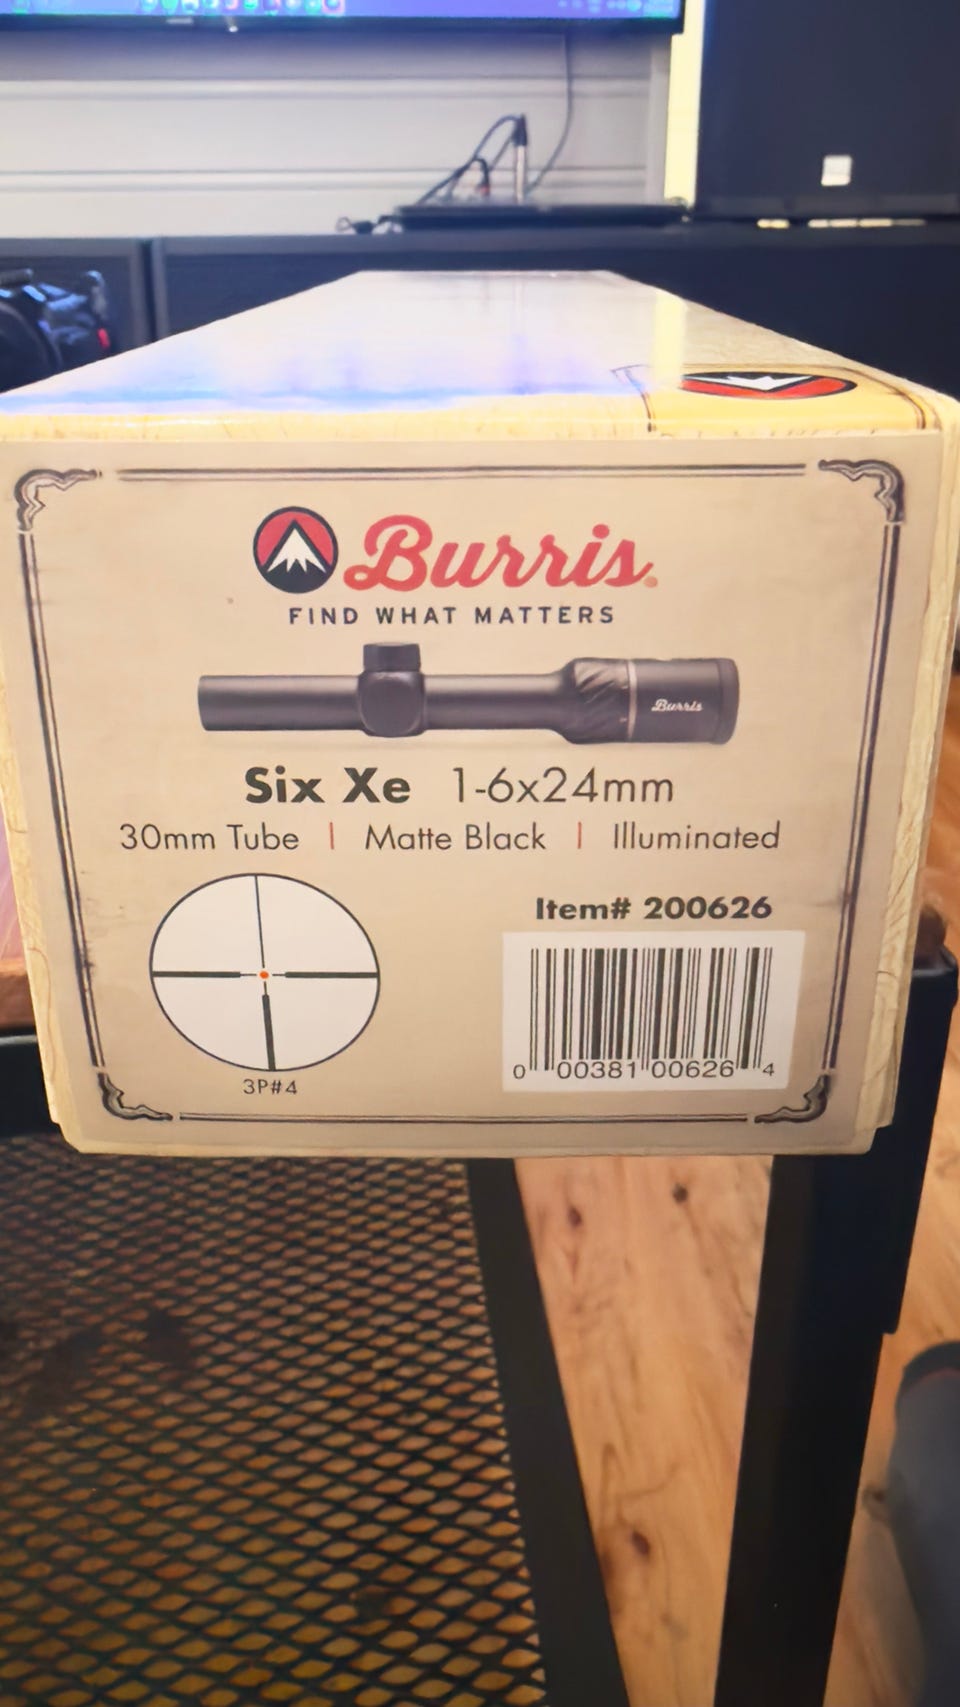 Burris®
FIND WHAT MATTERS
Burris
Six Xe 1-6x24mm
30mm Tube | Matte Black | Illuminated
Item# 200626
3P#4
0 00381 00626 4